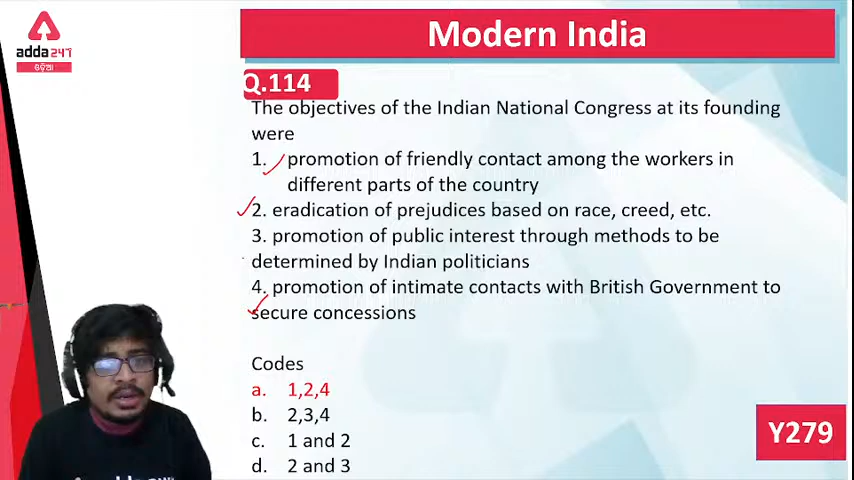 adda247
ଓଡ଼ିଆ
Modern India
Q.114
The objectives of the Indian National Congress at its founding
were
1. promotion of friendly contact among the workers in
different parts of the country
2. eradication of prejudices based on race, creed, etc.
3. promotion of public interest through methods to be
determined by Indian politicians
4. promotion of intimate contacts with British Government to
secure concessions
Codes
a. 1,2,4
b. 2,3,4
c. 1 and 2
d. 2 and 3
Y279